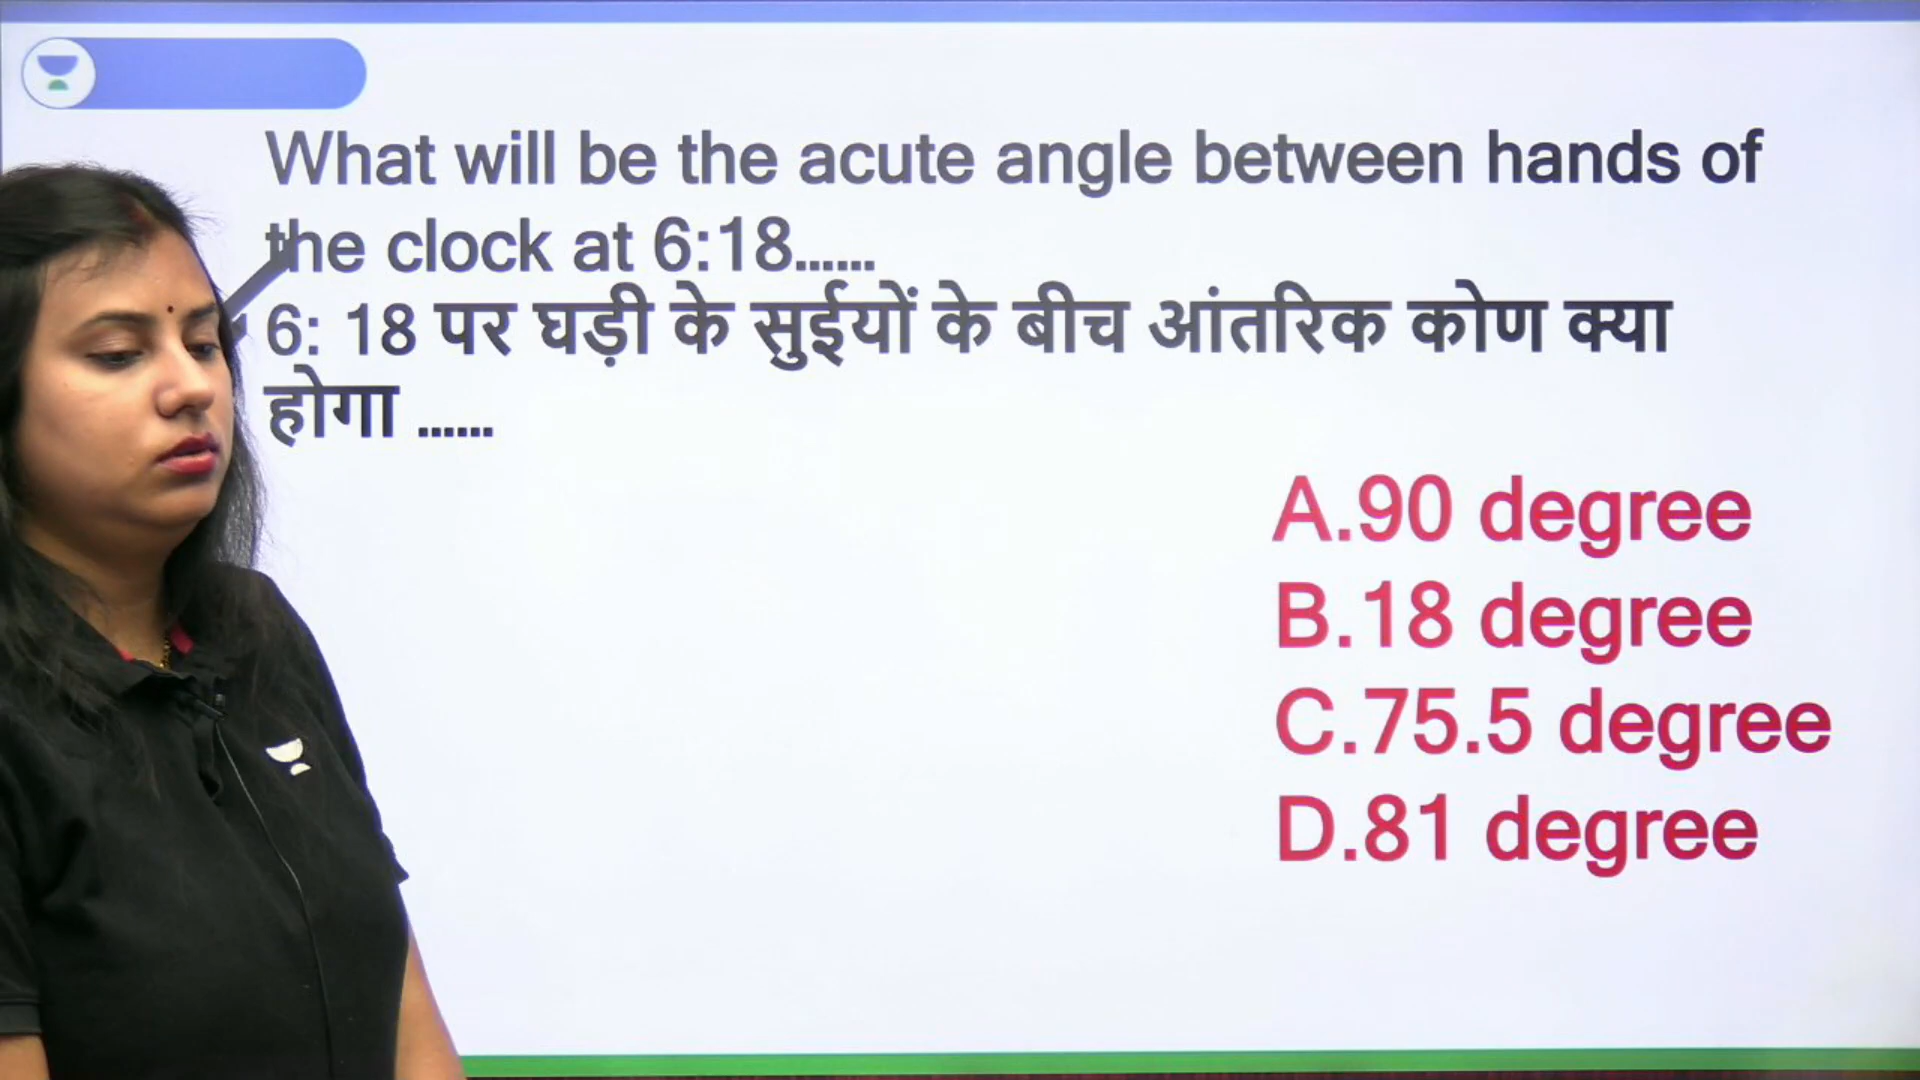 What will be the acute angle between hands of
the clock at 6:18......
6: 18 पर घड़ी के सुईयों के बीच आंतरिक कोण क्या
होगा ......
A.90 degree
B.18 degree
C.75.5 degree
D.81 degree